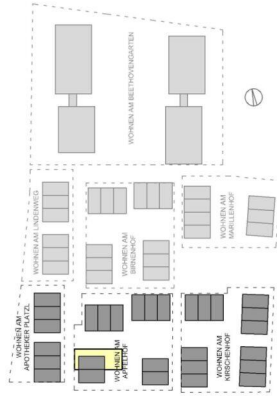 WOHNEN AM BEETHOVENGARTEN
WOHNEN AM LINDENWEG
WOHNEN AM
BIRNENHOF
WOHNEN AM
MARILLENHOF
WOHNEN AM
APOTHEKER PLATZL
WOHNEN AM
APFELHOF
WOHNEN AM
KIRSCHENHOF